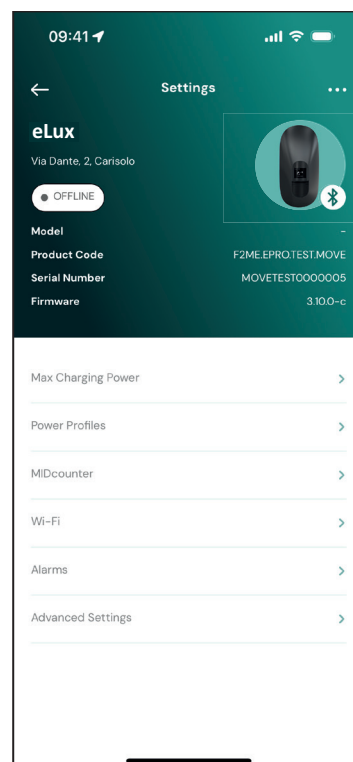 09:41
Settings
eLux
Via Dante, 2, Carisolo
OFFLINE
Model –
Product Code F2ME.EPRO.TEST.MOVE
Serial Number MOVETEST0000005
Firmware 3.10.0-c
Max Charging Power
Power Profiles
MIDcounter
Wi-Fi
Alarms
Advanced Settings